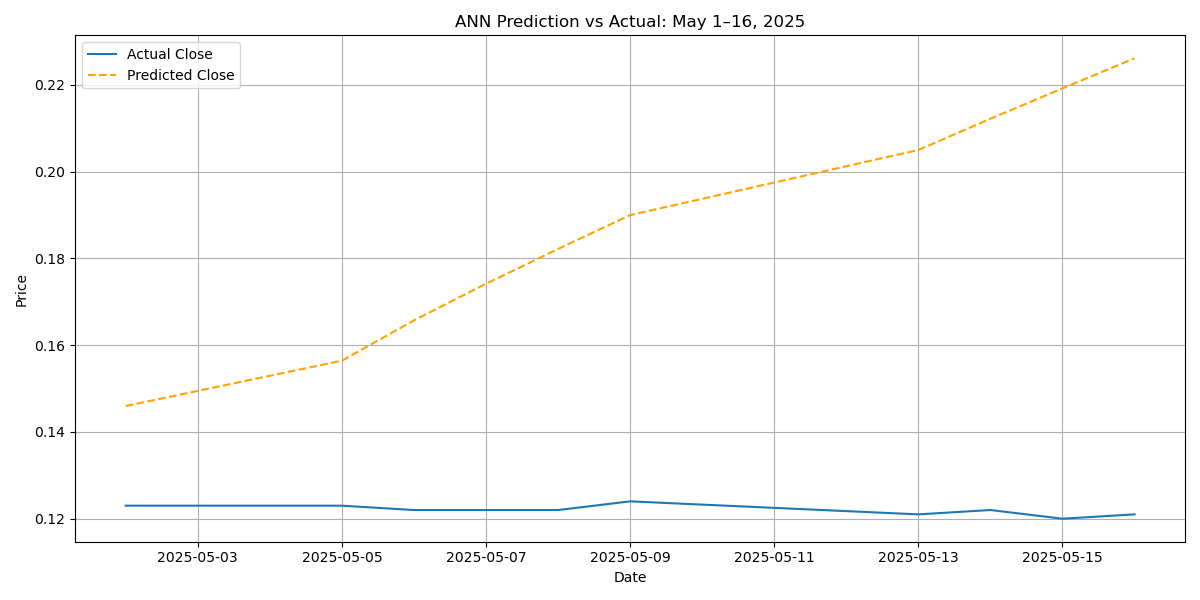 ANN Prediction vs Actual: May 1–16, 2025
Actual Close
Predicted Close
Price
0.22
0.20
0.18
0.16
0.14
0.12
2025-05-03
2025-05-05
2025-05-07
2025-05-09
2025-05-11
2025-05-13
2025-05-15
Date